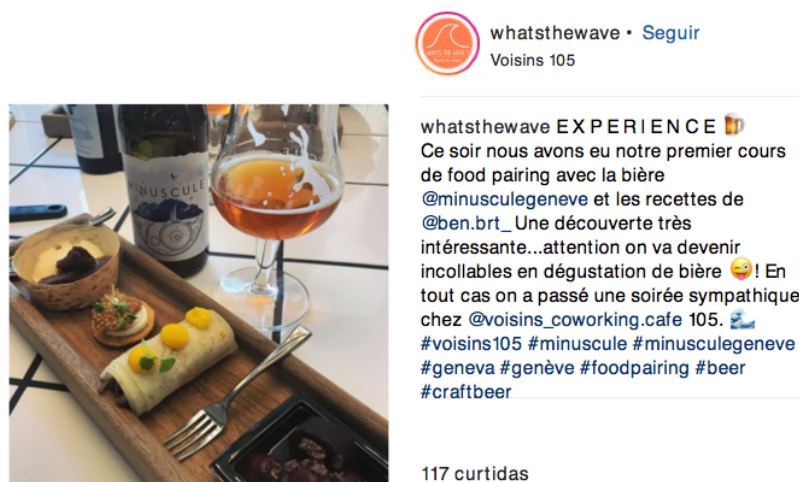 whatsthewave • Seguir
Voisins 105
whatsthewave E X P E R I E N C E 🍺
Ce soir nous avons eu notre premier cours
de food pairing avec la bière
@minusculegeneve et les recettes de
@ben.brt_ Une découverte très
intéressante...attention on va devenir
incollables en dégustation de bière 😜! En
tout cas on a passé une soirée sympathique
chez @voisins_coworking.cafe 105. 🌊
#voisins105 #minuscule #minusculegeneve
#geneva #genève #foodpairing #beer
#craftbeer
117 curtidas
MINUSCULE